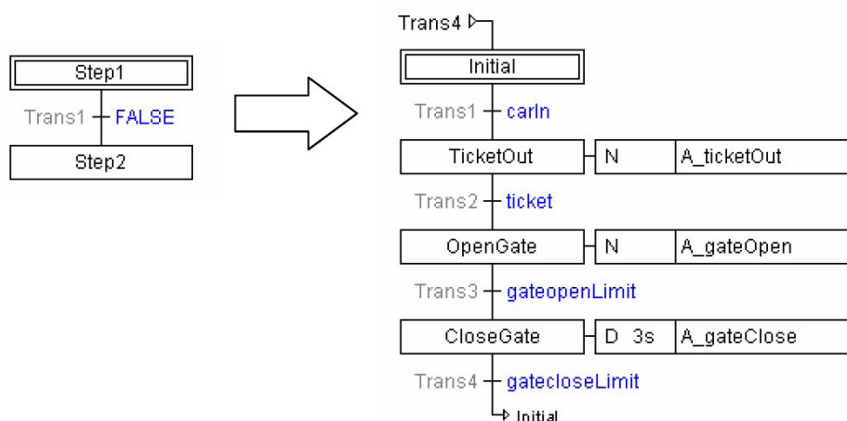 Step1
Trans1 FALSE
Step2
Trans4
Initial
Trans1 carIn
TicketOut N A_ticketOut
Trans2 ticket
OpenGate N A_gateOpen
Trans3 gateopenLimit
CloseGate D 3s A_gateClose
Trans4 gatecloseLimit
Initial